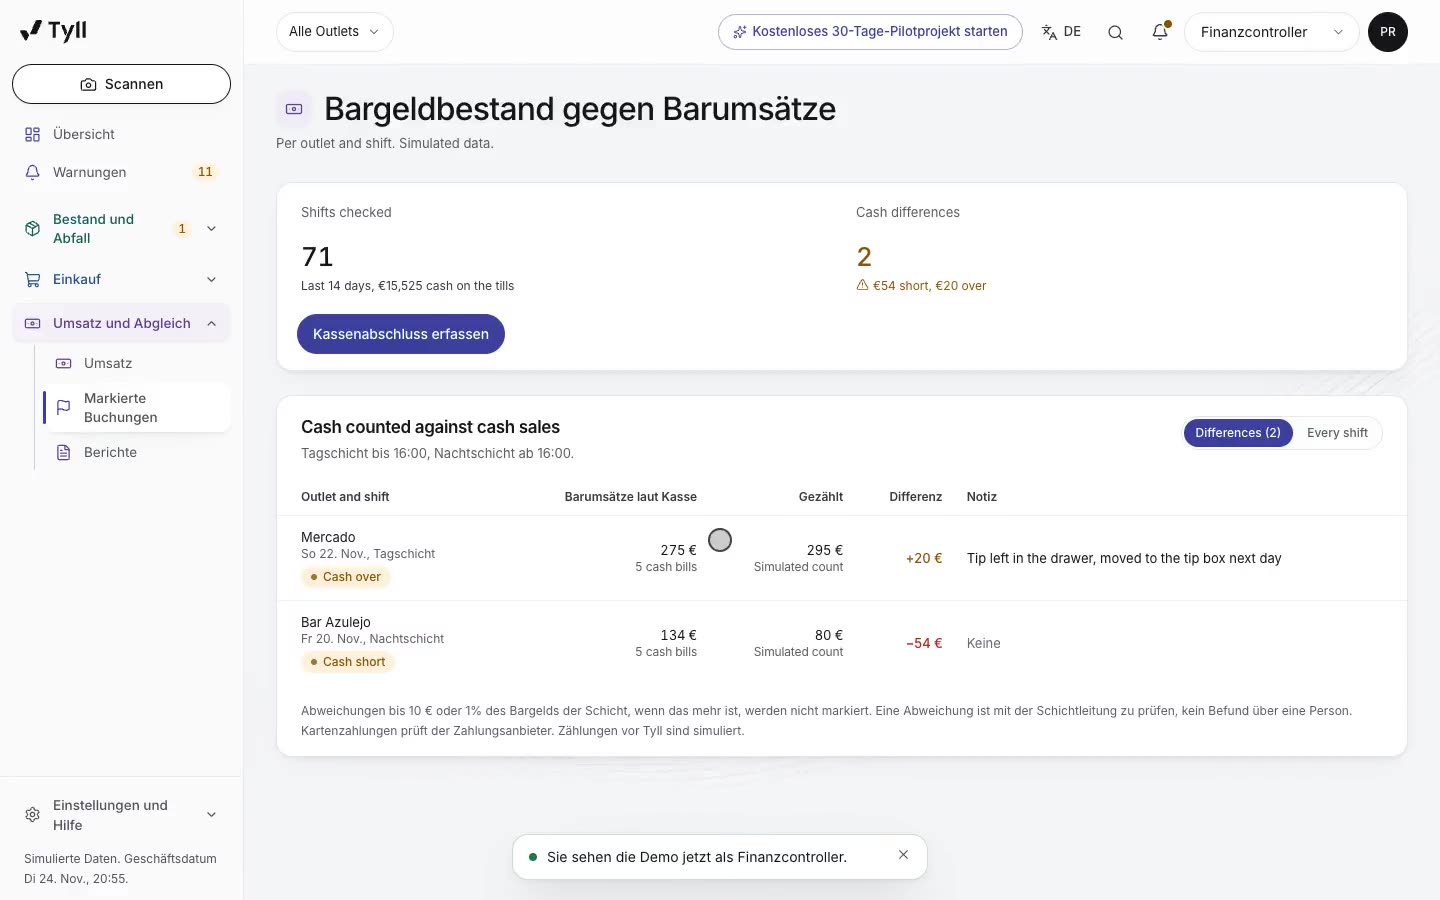 Tyll
Scannen
Übersicht
Warnungen 11
Bestand und
Abfall
1
Einkauf
Umsatz und Abgleich
Umsatz
Markierte
Buchungen
Berichte
Einstellungen und
Hilfe
Simulierte Daten. Geschäftsdatum
Di 24. Nov., 20:55.
Alle Outlets
Kostenloses 30-Tage-Pilotprojekt starten
DE
Finanzcontroller
PR
Bargeldbestand gegen Barumsätze
Per outlet and shift. Simulated data.
Shifts checked
71
Last 14 days, €15,525 cash on the tills
Cash differences
2
€54 short, €20 over
Kassenabschluss erfassen
Cash counted against cash sales
Tagschicht bis 16:00, Nachtschicht ab 16:00.
Differences (2) Every shift
Outlet and shift Barumsätze laut Kasse Gezählt Differenz Notiz
Mercado
So 22. Nov., Tagschicht
Cash over
275 €
5 cash bills
295 €
Simulated count
+20 €
Tip left in the drawer, moved to the tip box next day
Bar Azulejo
Fr 20. Nov., Nachtschicht
Cash short
134 €
5 cash bills
80 €
Simulated count
−54 €
Keine
Abweichungen bis 10 € oder 1% des Bargelds der Schicht, wenn das mehr ist, werden nicht markiert. Eine Abweichung ist mit der Schichtleitung zu prüfen, kein Befund über eine Person.
Kartenzahlungen prüft der Zahlungsanbieter. Zählungen vor Tyll sind simuliert.
Sie sehen die Demo jetzt als Finanzcontroller.